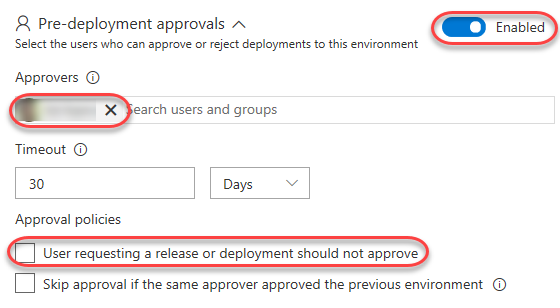 Pre-deployment approvals
Enabled
Select the users who can approve or reject deployments to this environment
Approvers
Search users and groups
Timeout
30
Days
Approval policies
User requesting a release or deployment should not approve
Skip approval if the same approver approved the previous environment